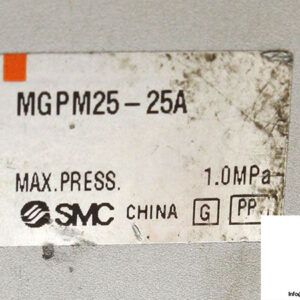 MGPM25-25A
MAX.PRESS. 1.0MPa
SMC CHINA G PP